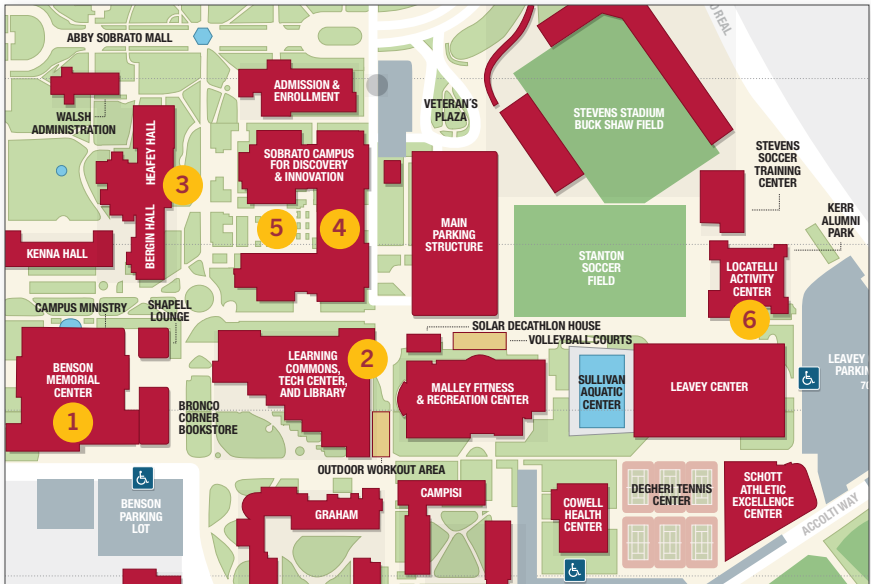 O REAL
ABBY SOBRATO MALL
ADMISSION &
ENROLLMENT
WALSH
ADMINISTRATION
VETERAN'S
PLAZA
STEVENS STADIUM
BUCK SHAW FIELD
HEAFEY HALL
SOBRATO CAMPUS
FOR DISCOVERY
& INNOVATION
STEVENS
SOCCER
TRAINING
CENTER
3
KERR
ALUMNI
PARK
BERGIN HALL
5
4
MAIN
PARKING
STRUCTURE
KENNA HALL
STANTON
SOCCER
FIELD
LOCATELLI
ACTIVITY
CENTER
6
CAMPUS MINISTRY
SHAPELL
LOUNGE
SOLAR DECATHLON HOUSE
VOLLEYBALL COURTS
BENSON
MEMORIAL
CENTER
1
LEARNING
COMMONS,
TECH CENTER,
AND LIBRARY
2
MALLEY FITNESS
& RECREATION CENTER
SULLIVAN
AQUATIC
CENTER
LEAVEY CENTER
LEAVEY
PARKIN
70
BRONCO
CORNER
BOOKSTORE
OUTDOOR WORKOUT AREA
BENSON
PARKING
LOT
GRAHAM
CAMPISI
COWELL
HEALTH
CENTER
DEGHERI TENNIS
CENTER
SCHOTT
ATHLETIC
EXCELLENCE
CENTER
ACCOLTI WAY